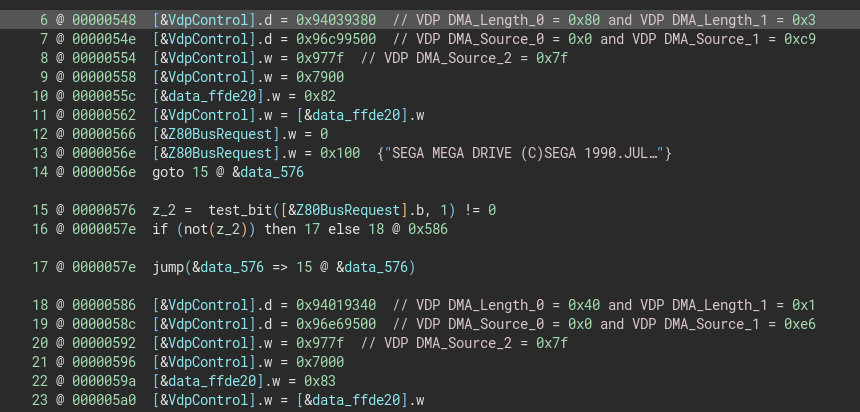 6 @ 00000548 [&VdpControl].d = 0x94039380 // VDP DMA_Length_0 = 0x80 and VDP DMA_Length_1 = 0x3
7 @ 0000054e [&VdpControl].d = 0x96c99500 // VDP DMA_Source_0 = 0x0 and VDP DMA_Source_1 = 0xc9
8 @ 00000554 [&VdpControl].w = 0x977f // VDP DMA_Source_2 = 0x7f
9 @ 00000558 [&VdpControl].w = 0x7900
10 @ 0000055c [&data_ffde20].w = 0x82
11 @ 00000562 [&VdpControl].w = [&data_ffde20].w
12 @ 00000566 [&Z80BusRequest].w = 0
13 @ 0000056e [&Z80BusRequest].w = 0x100 {"SEGA MEGA DRIVE (C)SEGA 1990.JUL…"}
14 @ 0000056e goto 15 @ &data_576
15 @ 00000576 z_2 = test_bit([&Z80BusRequest].b, 1) != 0
16 @ 0000057e if (not(z_2)) then 17 else 18 @ 0x586
17 @ 0000057e jump(&data_576 => 15 @ &data_576)
18 @ 00000586 [&VdpControl].d = 0x94019340 // VDP DMA_Length_0 = 0x40 and VDP DMA_Length_1 = 0x1
19 @ 0000058c [&VdpControl].d = 0x96e69500 // VDP DMA_Source_0 = 0x0 and VDP DMA_Source_1 = 0xe6
20 @ 00000592 [&VdpControl].w = 0x977f // VDP DMA_Source_2 = 0x7f
21 @ 00000596 [&VdpControl].w = 0x7000
22 @ 0000059a [&data_ffde20].w = 0x83
23 @ 000005a0 [&VdpControl].w = [&data_ffde20].w